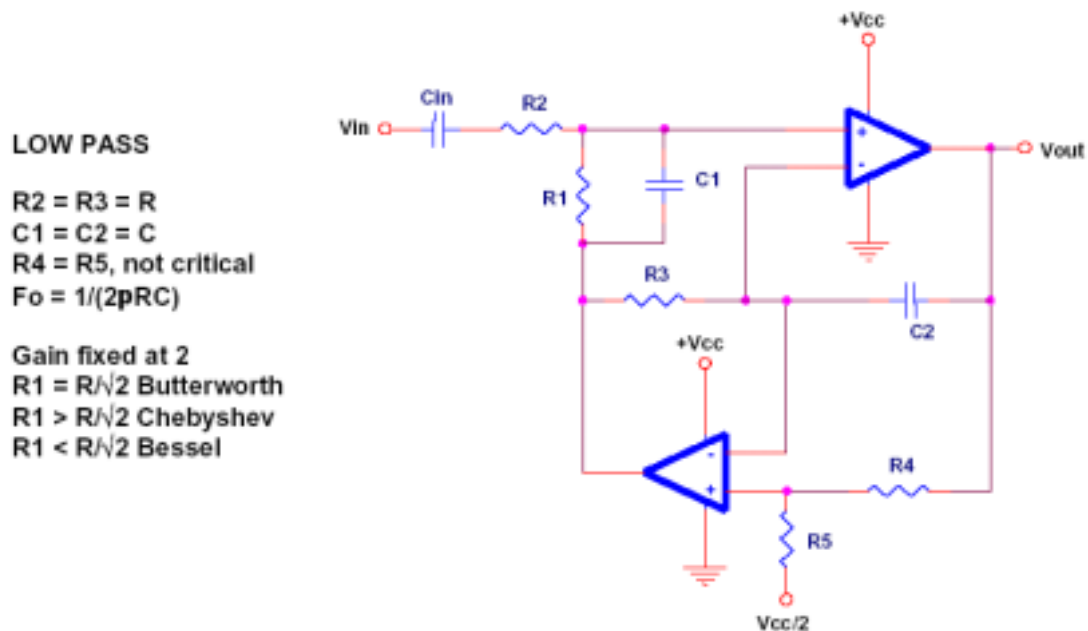 LOW PASS
R2 = R3 = R
C1 = C2 = C
R4 = R5, not critical
Fo = 1/(2pRC)
Gain fixed at 2
R1 = R/√2 Butterworth
R1 > R/√2 Chebyshev
R1 < R/√2 Bessel
+Vcc
Cin
R2
Vin
+
-
Vout
R1
C1
R3
C2
+Vcc
-
+
R4
R5
Vcc/2